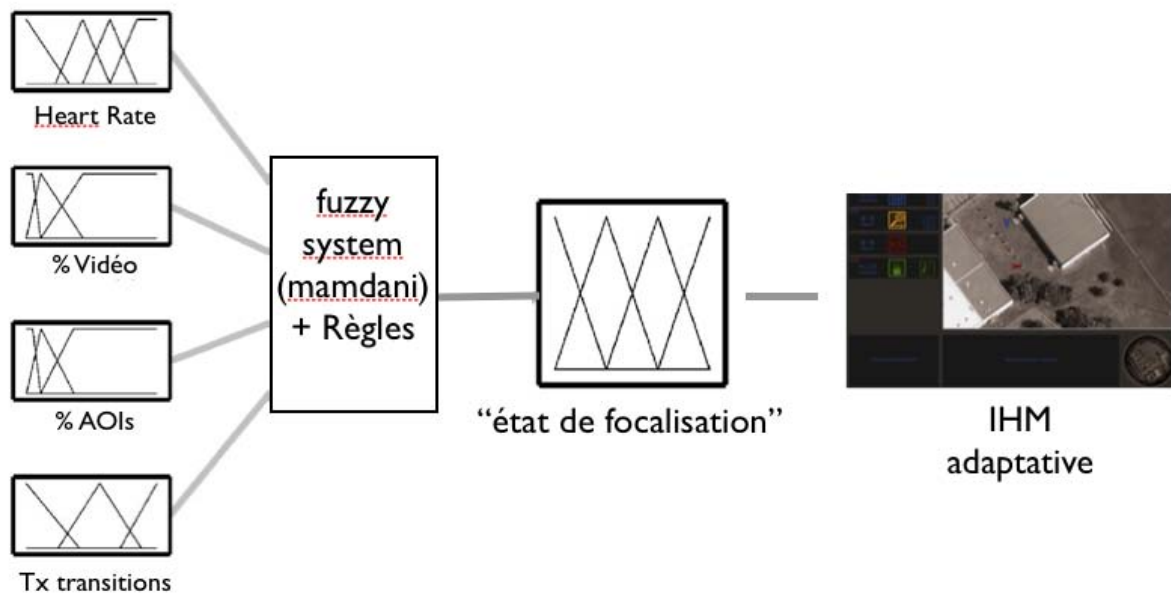 Heart Rate
% Vidéo
% AOIs
Tx transitions
fuzzy
system
(mamdani)
+ Règles
“état de focalisation”
IHM
adaptative